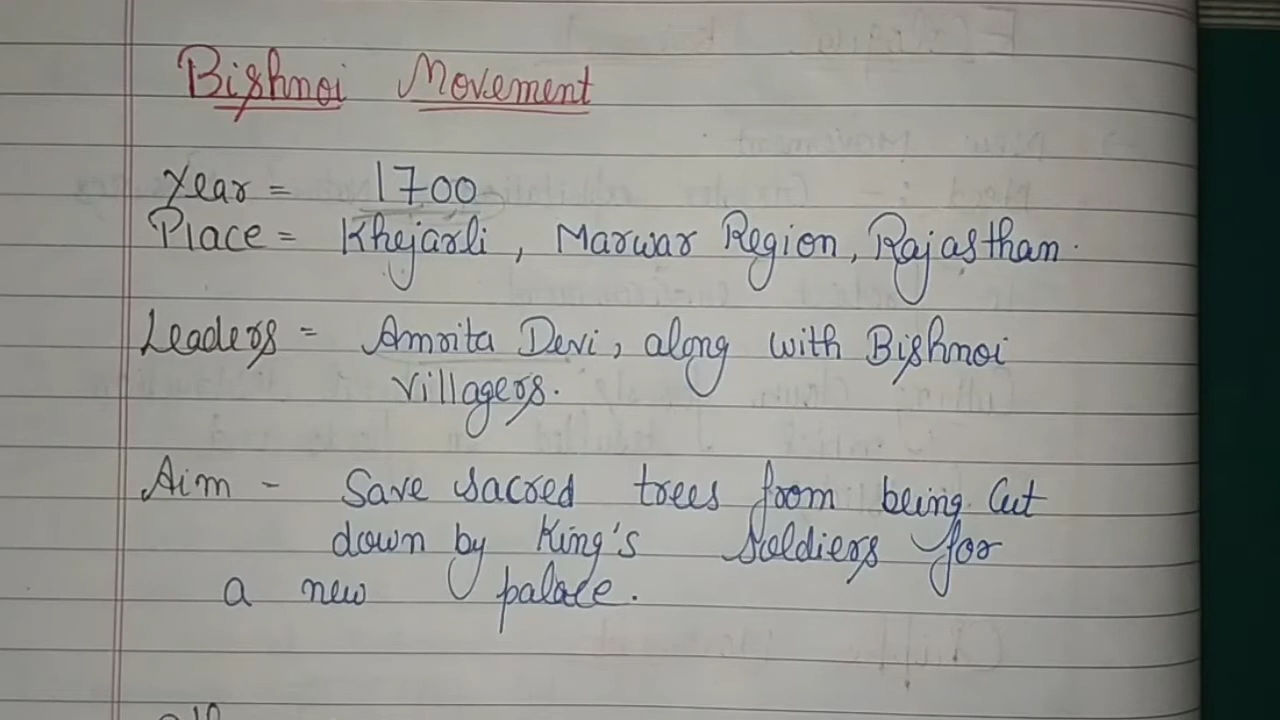 Bishnoi Movement
Year = 1700
Place = Khejarli, Marwar Region, Rajasthan.
Leaders = Amrita Devi, along with Bishnoi
villagers.
Aim - Save sacred trees from being cut
down by King's Soldiers for
a new palace.